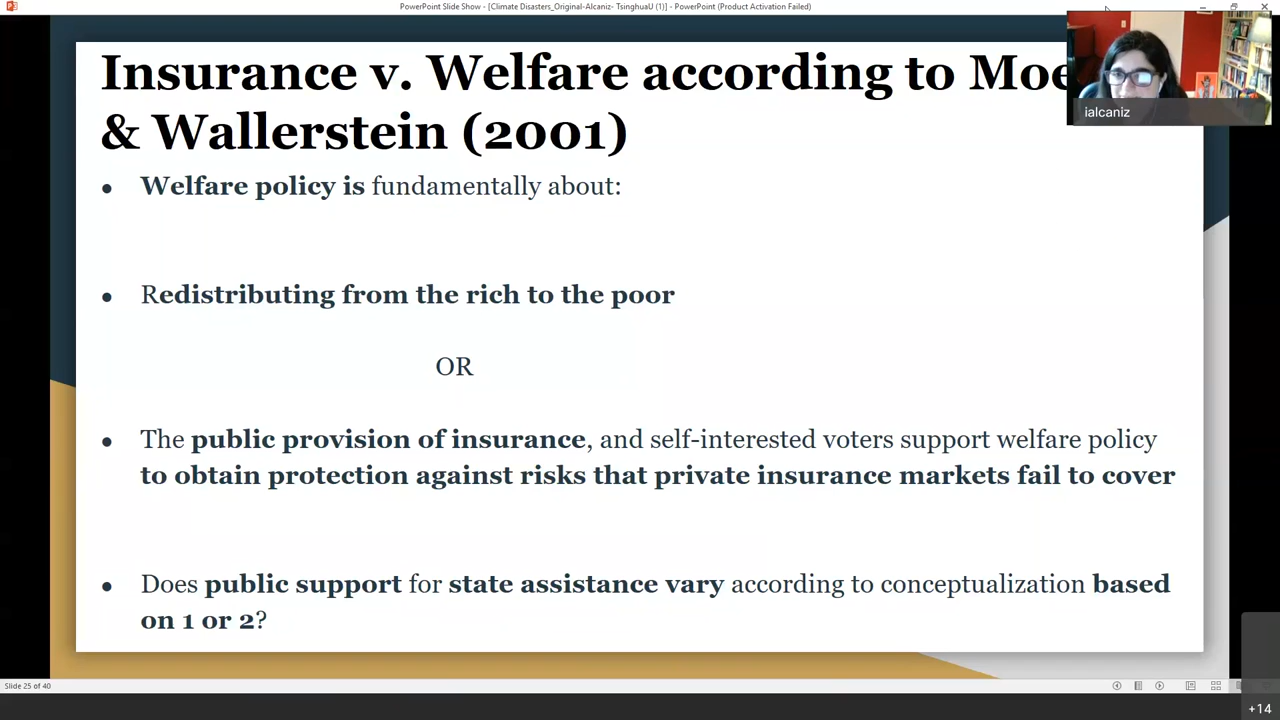 PowerPoint Slide Show - [Climate Disasters_Original-Alcaniz- TsinghuaU (1)] - PowerPoint (Product Activation Failed)
Insurance v. Welfare according to Moe
& Wallerstein (2001)
ialcaniz
• Welfare policy is fundamentally about:
• Redistributing from the rich to the poor
OR
• The public provision of insurance, and self-interested voters support welfare policy
to obtain protection against risks that private insurance markets fail to cover
• Does public support for state assistance vary according to conceptualization based
on 1 or 2?
Slide 25 of 40
+14